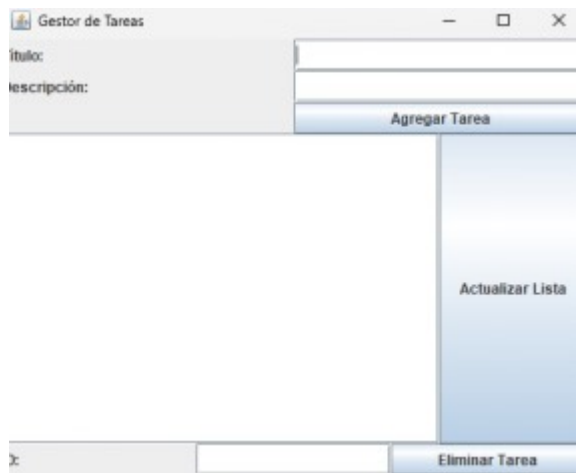 Gestor de Tareas
ítulo:
escripción:
Agregar Tarea
Actualizar Lista
D:
Eliminar Tarea